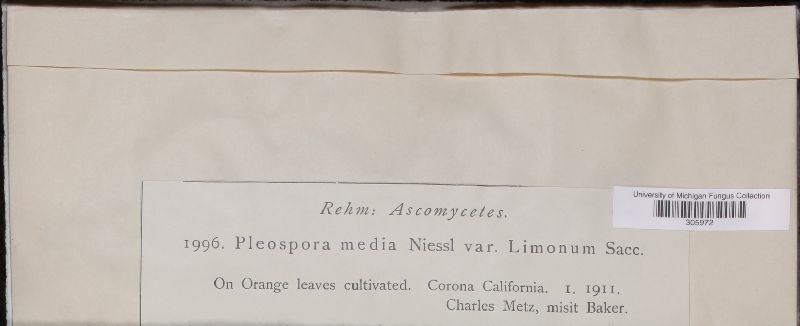 University of Michigan Fungus Collection
305972
Rehm: Ascomycetes.
1996. Pleospora media Niessl var. Limonum Sacc.
On Orange leaves cultivated. Corona California. 1. 1911.
Charles Metz, misit Baker.